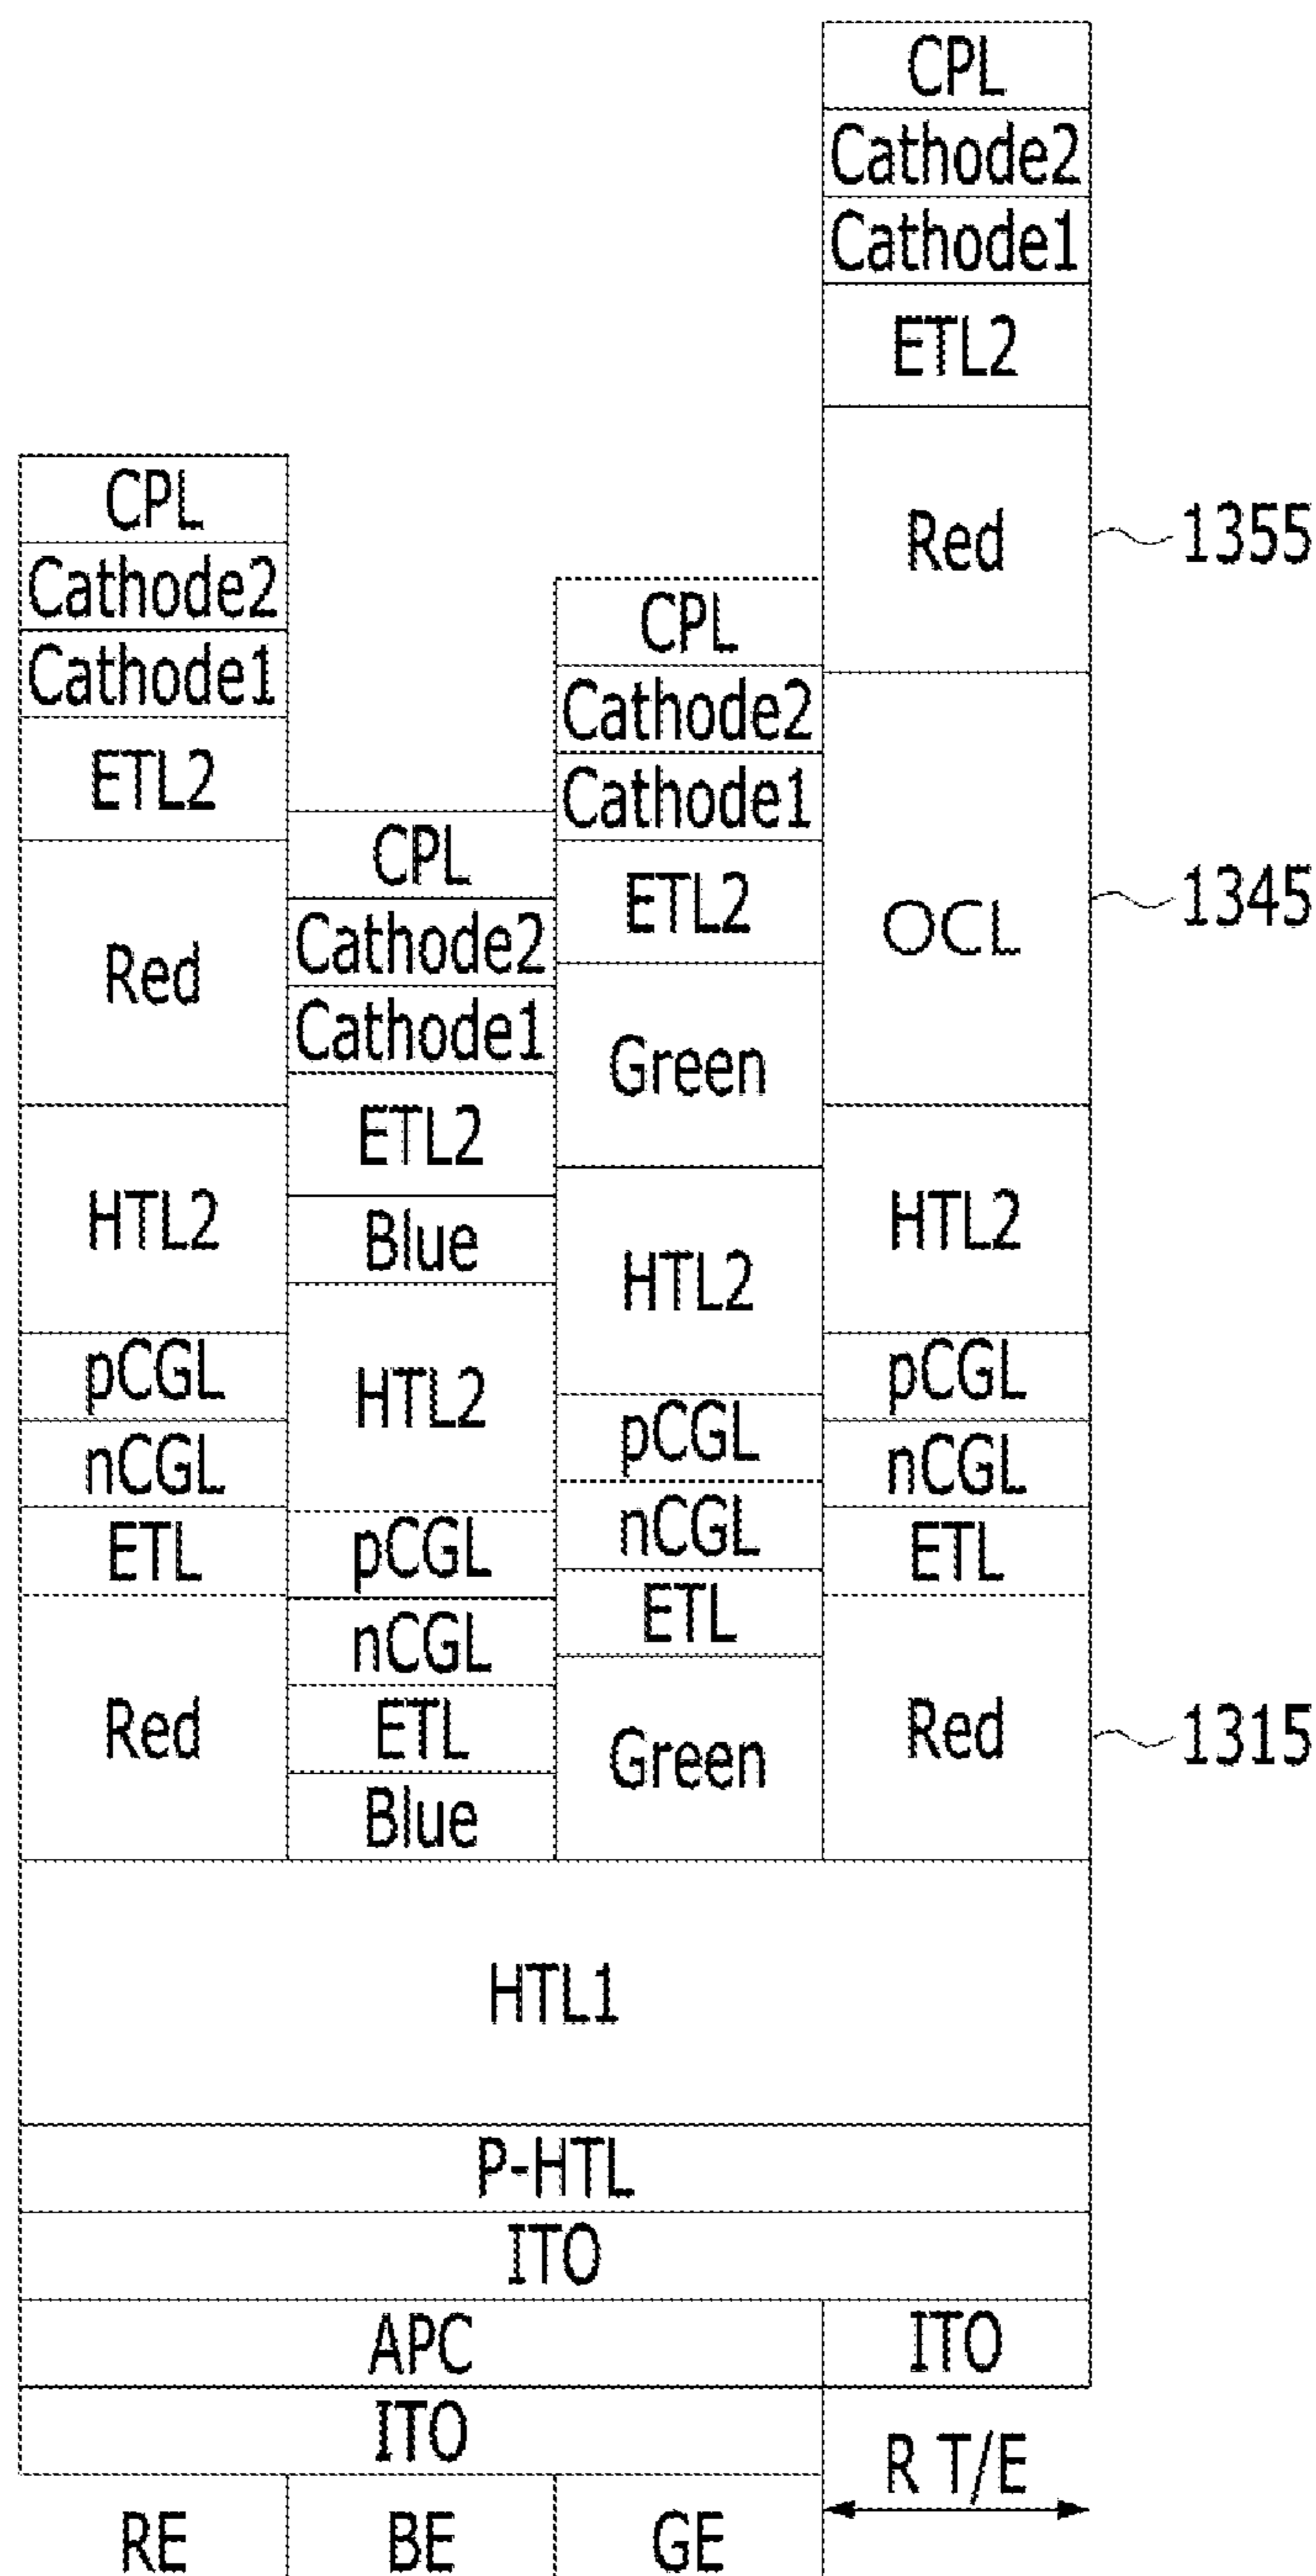 CPL
Cathode2
Cathode1
ETL2
Red
1355
CPL
Cathode2
Cathode1
ETL2
Red
HTL2
pCGL
nCGL
ETL
Red
CPL
Cathode2
Cathode1
ETL2
Blue
HTL2
pCGL
nCGL
ETL
Blue
CPL
Cathode2
Cathode1
ETL2
Green
HTL2
pCGL
nCGL
ETL
Green
OCL
1345
HTL2
pCGL
nCGL
ETL
Red
1315
HTL1
P-HTL
ITO
APC
ITO
ITO
R T/E
RE
BE
GE